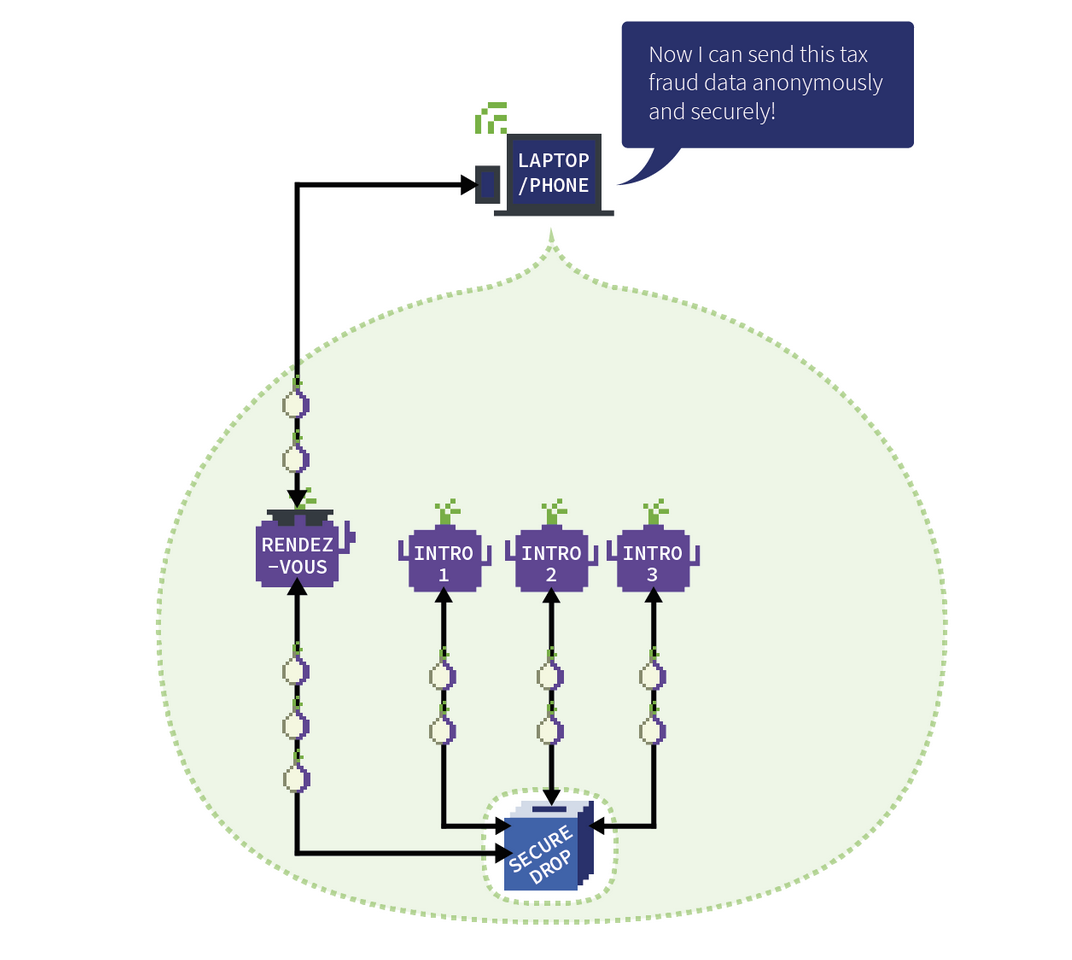 Now I can send this tax
fraud data anonymously
and securely!
LAPTOP
/PHONE
RENDEZ
-VOUS
INTRO
1
INTRO
2
INTRO
3
SECURE
DROP